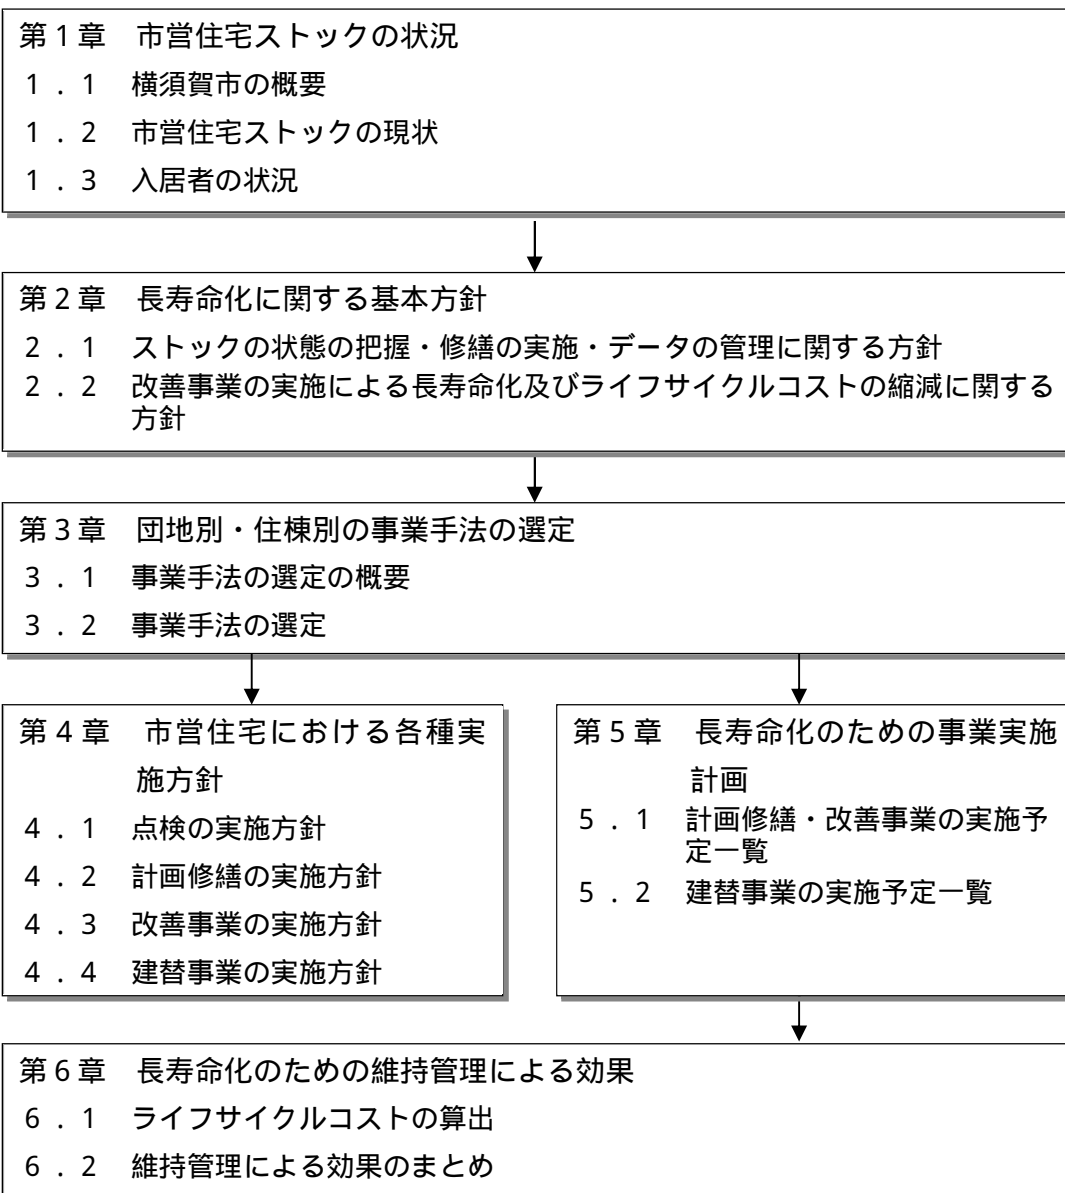 第1章　市営住宅ストックの状況
1．1　横須賀市の概要
1．2　市営住宅ストックの現状
1．3　入居者の状況
第2章　長寿命化に関する基本方針
2．1　ストックの状態の把握・修繕の実施・データの管理に関する方針
2．2　改善事業の実施による長寿命化及びライフサイクルコストの縮減に関する
方針
第3章　団地別・住棟別の事業手法の選定
3．1　事業手法の選定の概要
3．2　事業手法の選定
第4章　市営住宅における各種実
施方針
4．1　点検の実施方針
4．2　計画修繕の実施方針
4．3　改善事業の実施方針
4．4　建替事業の実施方針
第5章　長寿命化のための事業実施
計画
5．1　計画修繕・改善事業の実施予
定一覧
5．2　建替事業の実施予定一覧
第6章　長寿命化のための維持管理による効果
6．1　ライフサイクルコストの算出
6．2　維持管理による効果のまとめ